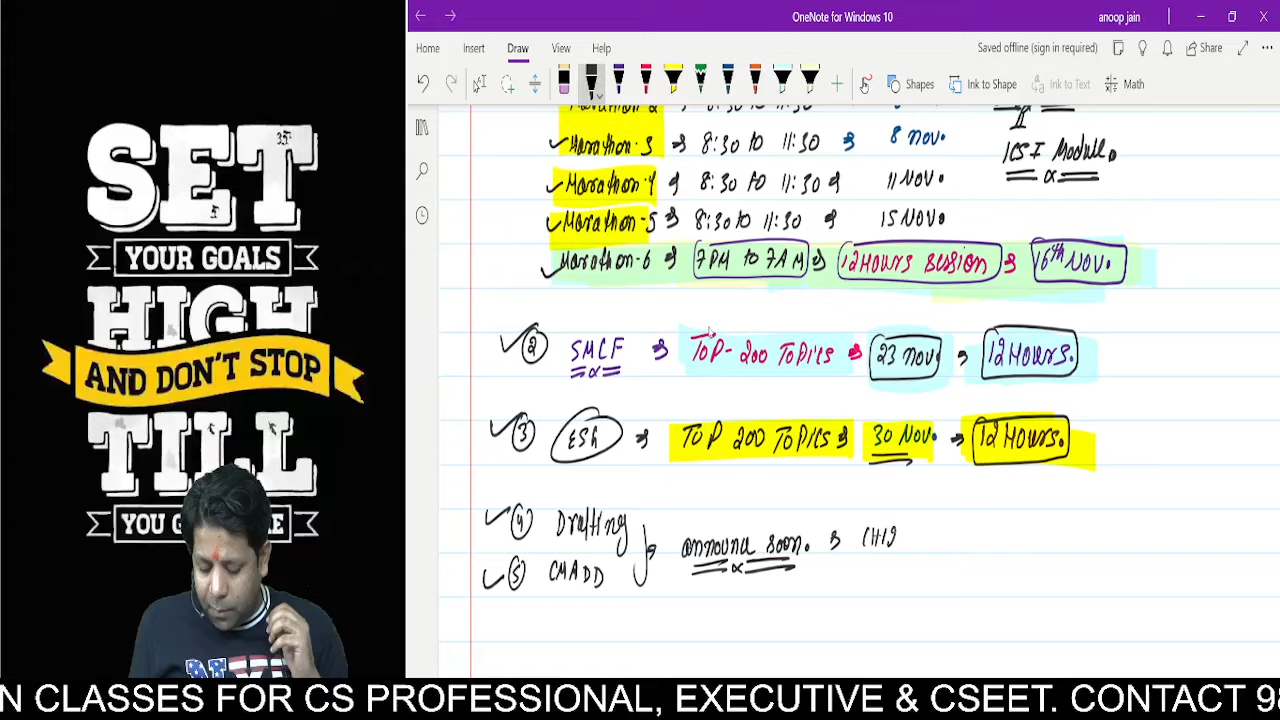 SET
YOUR GOALS
HIGH
AND DON'T STOP
TILL
YOU G
RE
OneNote for Windows 10
anoop jain
Home Insert Draw View Help
Saved offline (sign in required)
Share
Shapes
Ink to Shape
Ink to Text
Math
Marathon-3 8:30 to 11:30 8 Nov.
ICSI Module.
Marathon-4 8:30 to 11:30 11 Nov.
Marathon-5 8:30 to 11:30 15 Nov.
Marathon-6 7PM to 7AM 12 Hours Session 16th Nov.
② SMCF Top-200 Topics 23 Nov. 12 Hours.
③ Top 200 Topics 30 Nov. 12 Hours.
④ Drafting
announce soon.
⑤ CMADD
N CLASSES FOR CS PROFESSIONAL, EXECUTIVE & CSEET. CONTACT 9